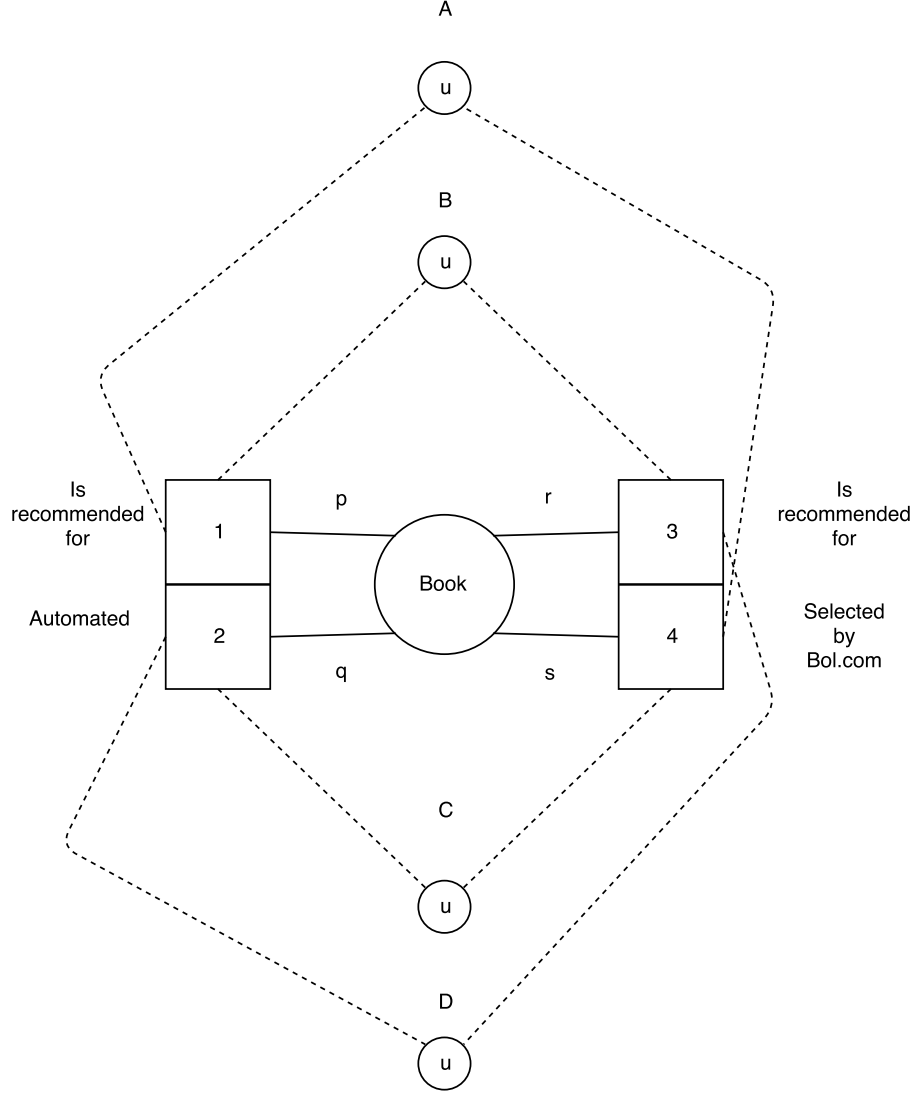 A
u
B
u
Is
recommended
for
Automated
1
2
p
q
Book
r
s
3
4
Is
recommended
for
Selected
by
Bol.com
C
u
D
u